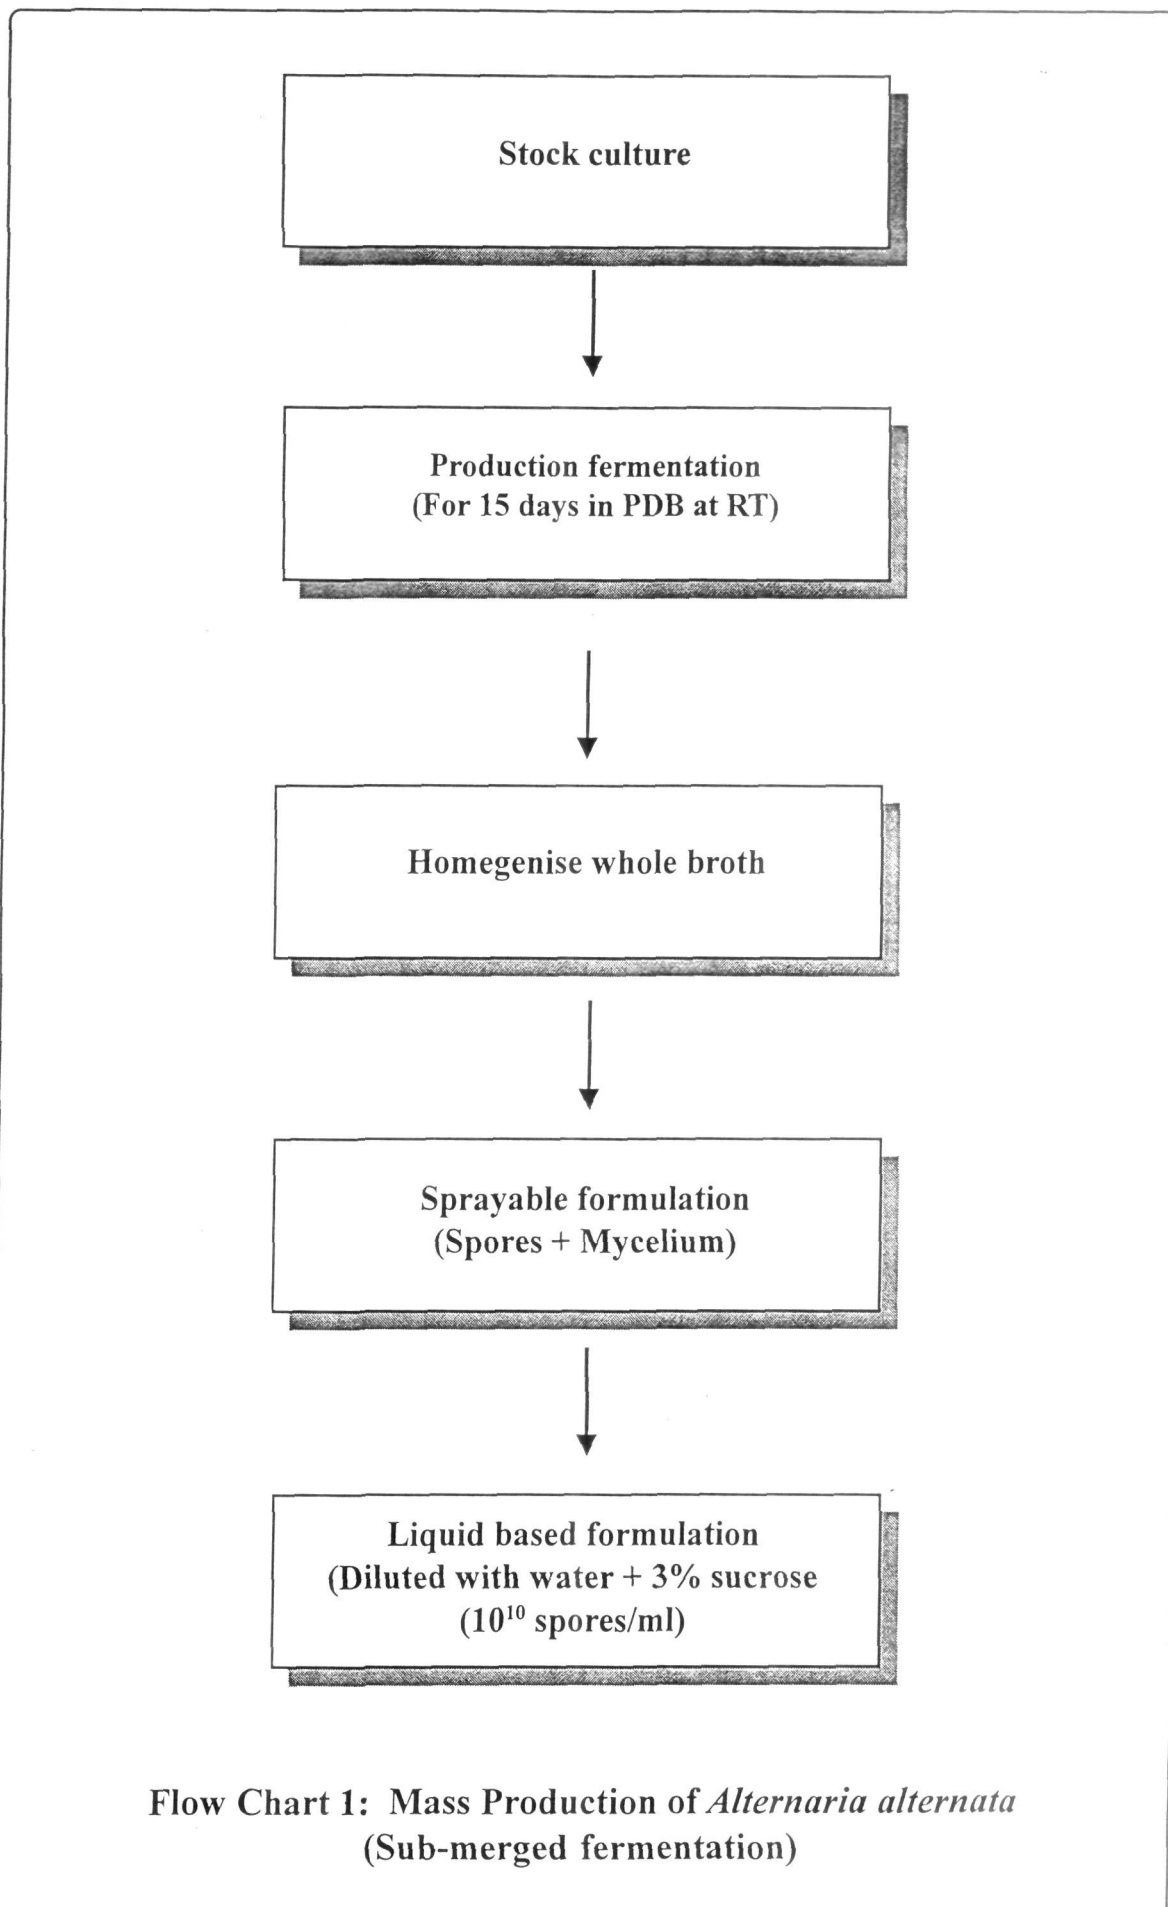 Stock culture
Production fermentation
(For 15 days in PDB at RT)
Homegenise whole broth
Sprayable formulation
(Spores + Mycelium)
Liquid based formulation
(Diluted with water + 3% sucrose
(10¹⁰ spores/ml)
Flow Chart 1: Mass Production of Alternaria alternata
(Sub-merged fermentation)